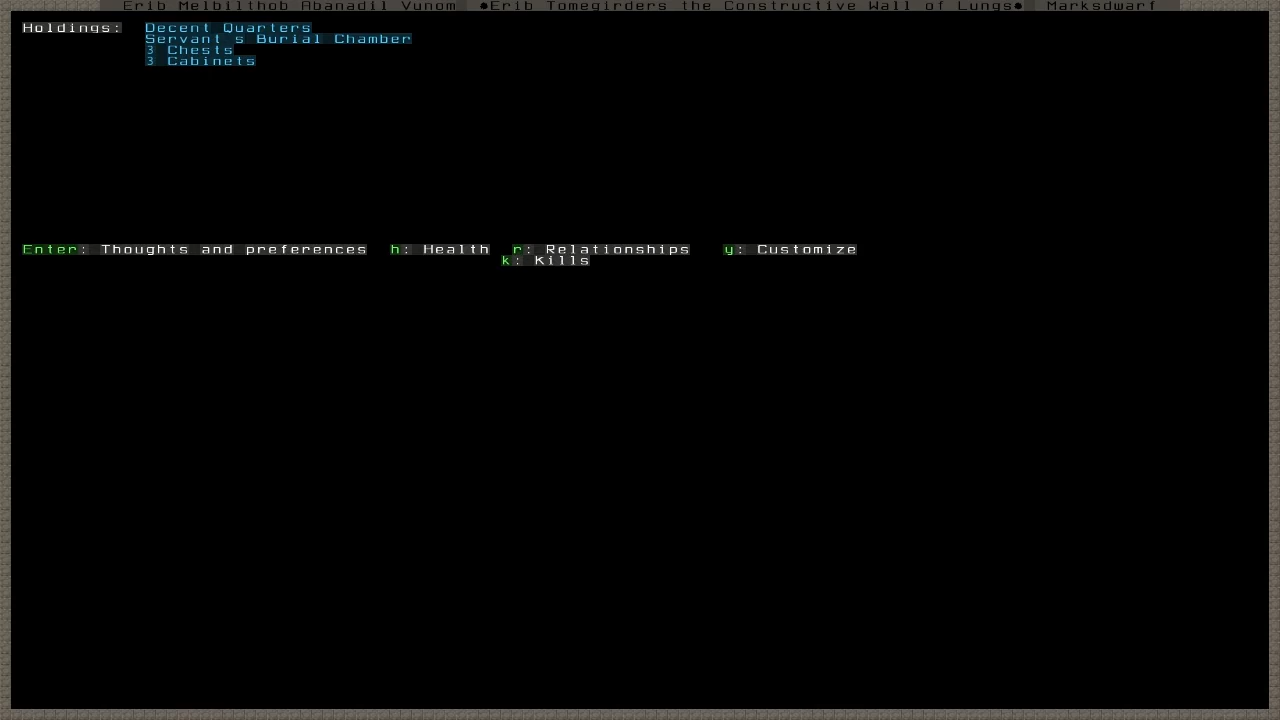 Erib Melbilthob Abanadil Vunom ●Erib Tomegirders the Constructive Wall of Lungs● Marksdwarf
Holdings: Decent Quarters
Servant s Burial Chamber
3 Chests
3 Cabinets
Enter: Thoughts and preferences h: Health r: Relationships y: Customize
k: Kills